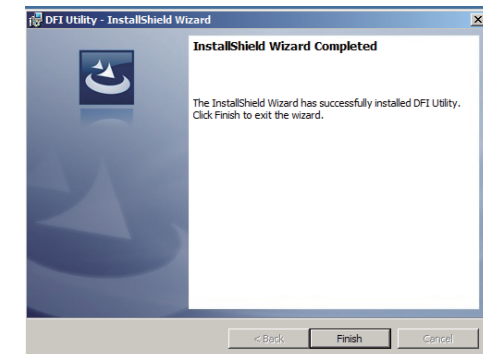 DFI Utility - InstallShield Wizard
InstallShield Wizard Completed
The InstallShield Wizard has successfully installed DFI Utility.
Click Finish to exit the wizard.
< Back
Finish
Cancel